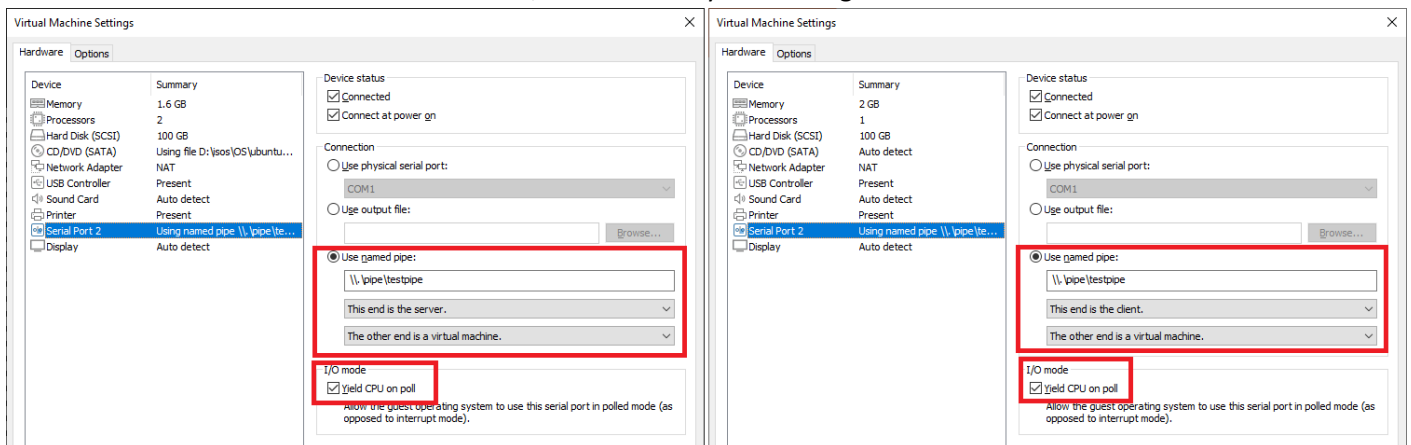 Virtual Machine Settings
Hardware Options
Device Summary
Memory 1.6 GB
Processors 2
Hard Disk (SCSI) 100 GB
CD/DVD (SATA) Using file D:\isos\OS\ubuntu...
Network Adapter NAT
USB Controller Present
Sound Card Auto detect
Printer Present
Serial Port 2 Using named pipe \\.\pipe\te...
Display Auto detect
Device status
Connected
Connect at power on
Connection
Use physical serial port:
COM1
Use output file:
Browse...
Use named pipe:
\\.\pipe\testpipe
This end is the server.
The other end is a virtual machine.
I/O mode
Yield CPU on poll
Allow the guest operating system to use this serial port in polled mode (as
opposed to interrupt mode).
Virtual Machine Settings
Hardware Options
Device Summary
Memory 2 GB
Processors 1
Hard Disk (SCSI) 100 GB
CD/DVD (SATA) Auto detect
Network Adapter NAT
USB Controller Present
Sound Card Auto detect
Printer Present
Serial Port 2 Using named pipe \\.\pipe\te...
Display Auto detect
Device status
Connected
Connect at power on
Connection
Use physical serial port:
COM1
Use output file:
Browse...
Use named pipe:
\\.\pipe\testpipe
This end is the client.
The other end is a virtual machine.
I/O mode
Yield CPU on poll
Allow the guest operating system to use this serial port in polled mode (as
opposed to interrupt mode).